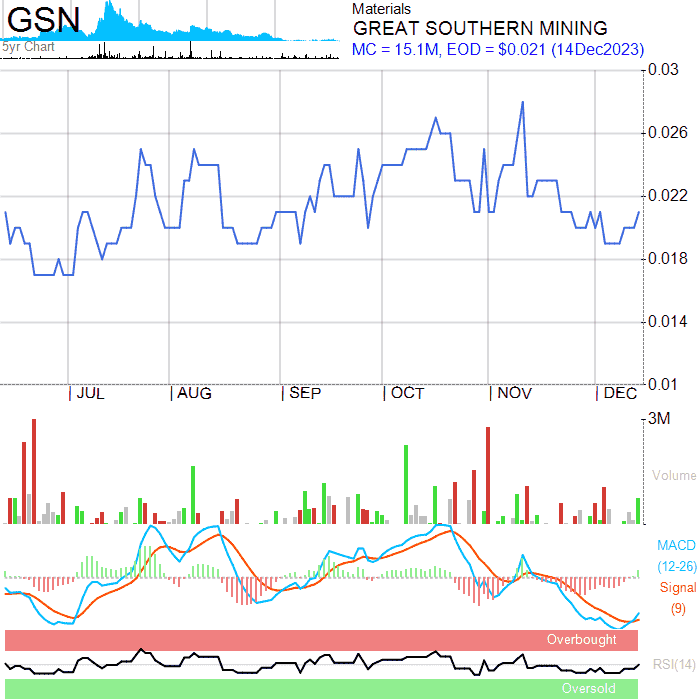 GSN
5yr Chart
Materials
GREAT SOUTHERN MINING
MC = 15.1M, EOD = $0.021 (14Dec2023)
0.03
0.026
0.022
0.018
0.014
0.01
JUL AUG SEP OCT NOV DEC
3M
Volume
MACD
(12-26)
Signal
(9)
Overbought
RSI(14)
Oversold